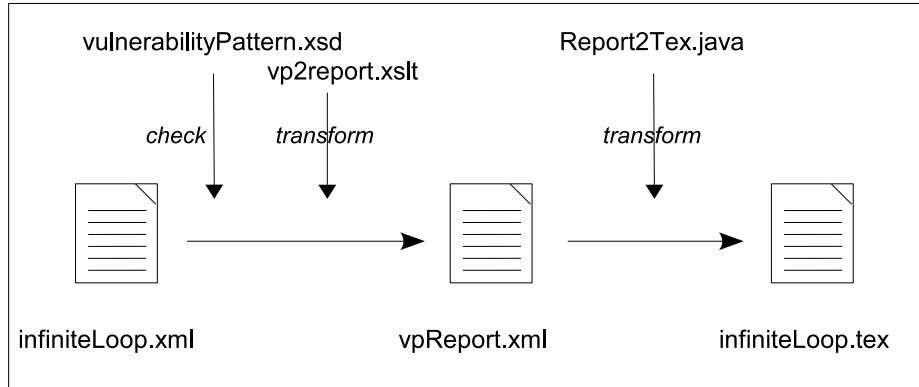 vulnerabilityPattern.xsd
vp2report.xslt
Report2Tex.java
check
transform
transform
infiniteLoop.xml
vpReport.xml
infiniteLoop.tex